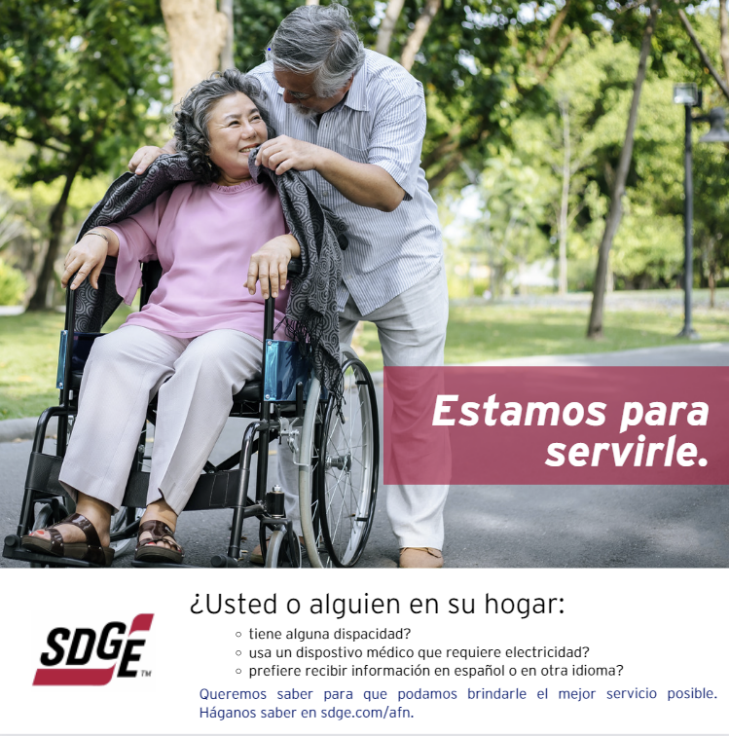 Estamos para
servirle.
¿Usted o alguien en su hogar:
tiene alguna dispacidad?
usa un dispostivo médico que requiere electricidad?
prefiere recibir información en español o en otra idioma?
SDGE
TM
Queremos saber para que podamos brindarle el mejor servicio posible.
Háganos saber en sdge.com/afn.